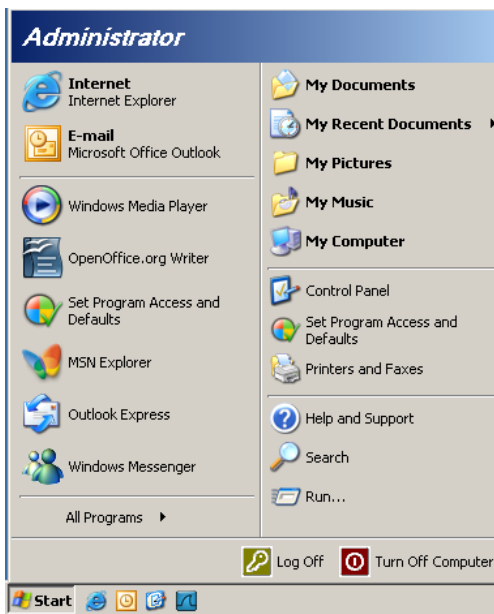 Administrator
Internet
Internet Explorer
E-mail
Microsoft Office Outlook
Windows Media Player
OpenOffice.org Writer
Set Program Access and
Defaults
MSN Explorer
Outlook Express
Windows Messenger
All Programs
My Documents
My Recent Documents
My Pictures
My Music
My Computer
Control Panel
Set Program Access and
Defaults
Printers and Faxes
Help and Support
Search
Run...
Log Off
Turn Off Computer
Start